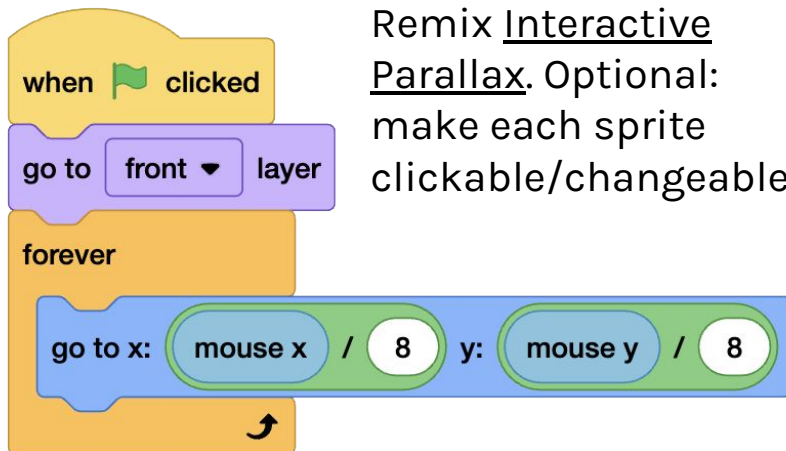 Remix Interactive
Parallax. Optional:
make each sprite
clickable/changeable
when clicked
go to front layer
forever
go to x: mouse x / 8 y: mouse y / 8